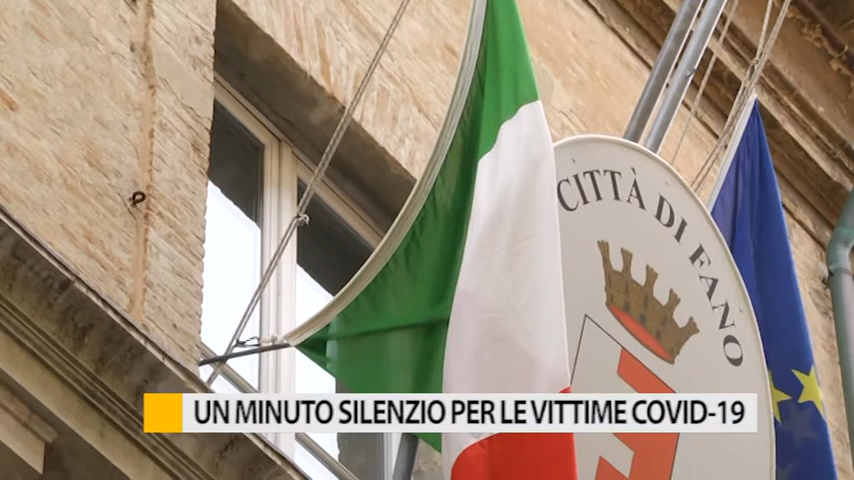 CITTÀ DI FANO
UN MINUTO SILENZIO PER LE VITTIME COVID-19